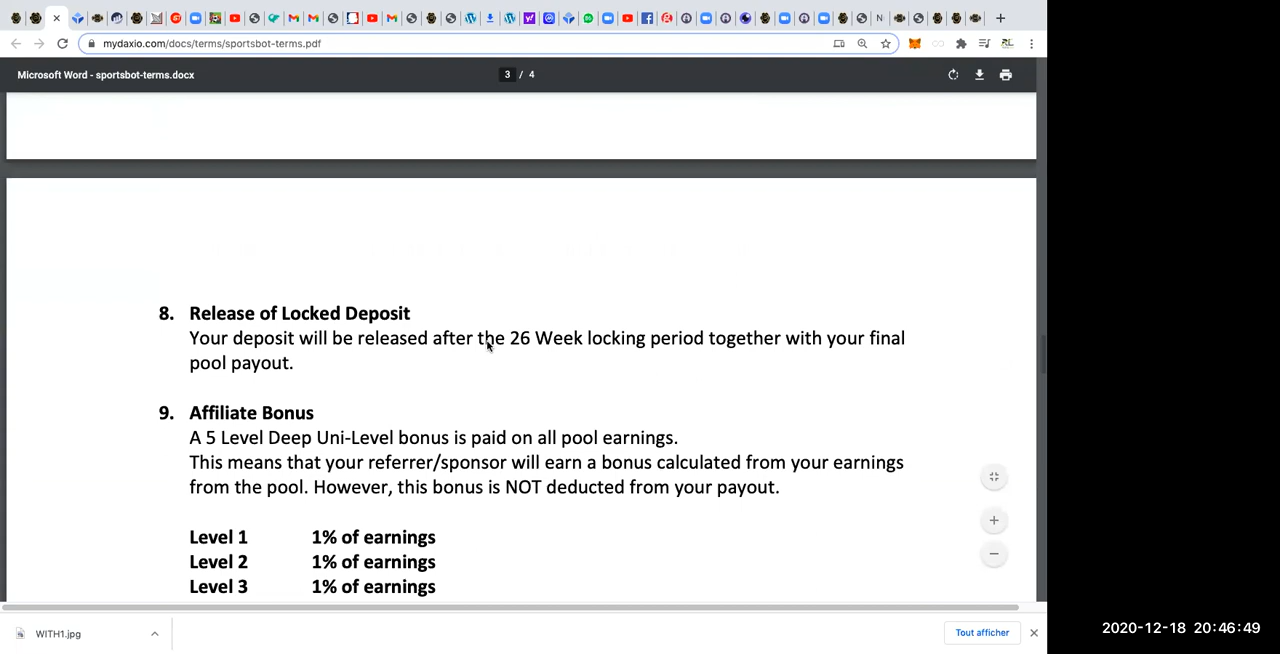 mydaxio.com/docs/terms/sportsbot-terms.pdf
Microsoft Word - sportsbot-terms.docx
3 / 4
8. Release of Locked Deposit
Your deposit will be released after the 26 Week locking period together with your final
pool payout.
9. Affiliate Bonus
A 5 Level Deep Uni-Level bonus is paid on all pool earnings.
This means that your referrer/sponsor will earn a bonus calculated from your earnings
from the pool. However, this bonus is NOT deducted from your payout.
Level 1 1% of earnings
Level 2 1% of earnings
Level 3 1% of earnings
WITH1.jpg
Tout afficher
2020-12-18 20:46:49